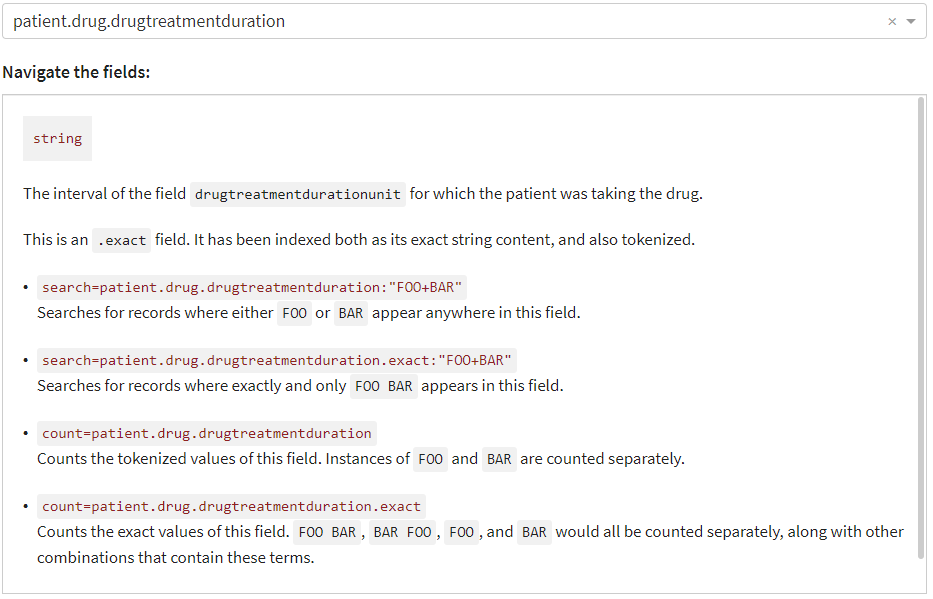 patient.drug.drugtreatmentduration
Navigate the fields:
string
The interval of the field drugtreatmentdurationunit for which the patient was taking the drug.
This is an .exact field. It has been indexed both as its exact string content, and also tokenized.
• search=patient.drug.drugtreatmentduration:"FOO+BAR"
Searches for records where either FOO or BAR appear anywhere in this field.
• search=patient.drug.drugtreatmentduration.exact:"FOO+BAR"
Searches for records where exactly and only FOO BAR appears in this field.
• count=patient.drug.drugtreatmentduration
Counts the tokenized values of this field. Instances of FOO and BAR are counted separately.
• count=patient.drug.drugtreatmentduration.exact
Counts the exact values of this field. FOO BAR, BAR FOO, FOO, and BAR would all be counted separately, along with other
combinations that contain these terms.